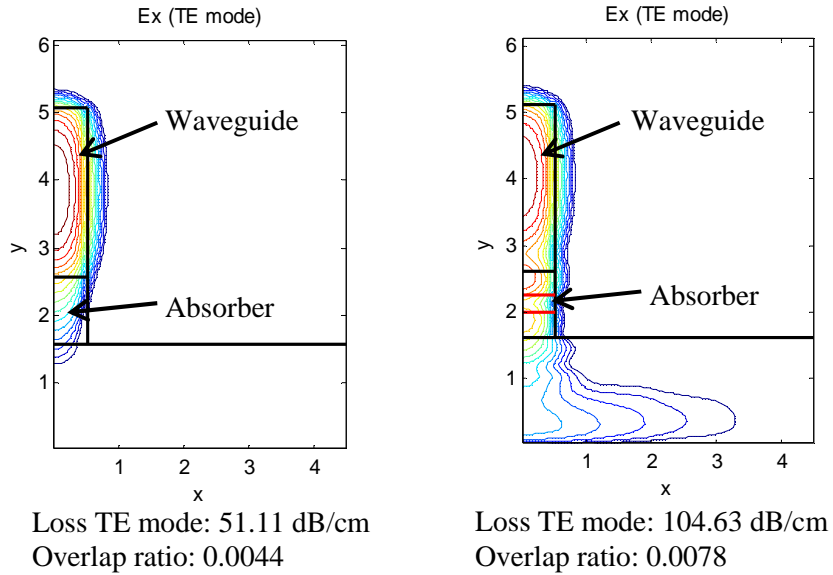 Ex (TE mode)
6
5
4
3
2
1
y
1 2 3 4
x
Waveguide
Absorber
Loss TE mode: 51.11 dB/cm
Overlap ratio: 0.0044
Ex (TE mode)
6
5
4
3
2
1
y
1 2 3 4
x
Waveguide
Absorber
Loss TE mode: 104.63 dB/cm
Overlap ratio: 0.0078